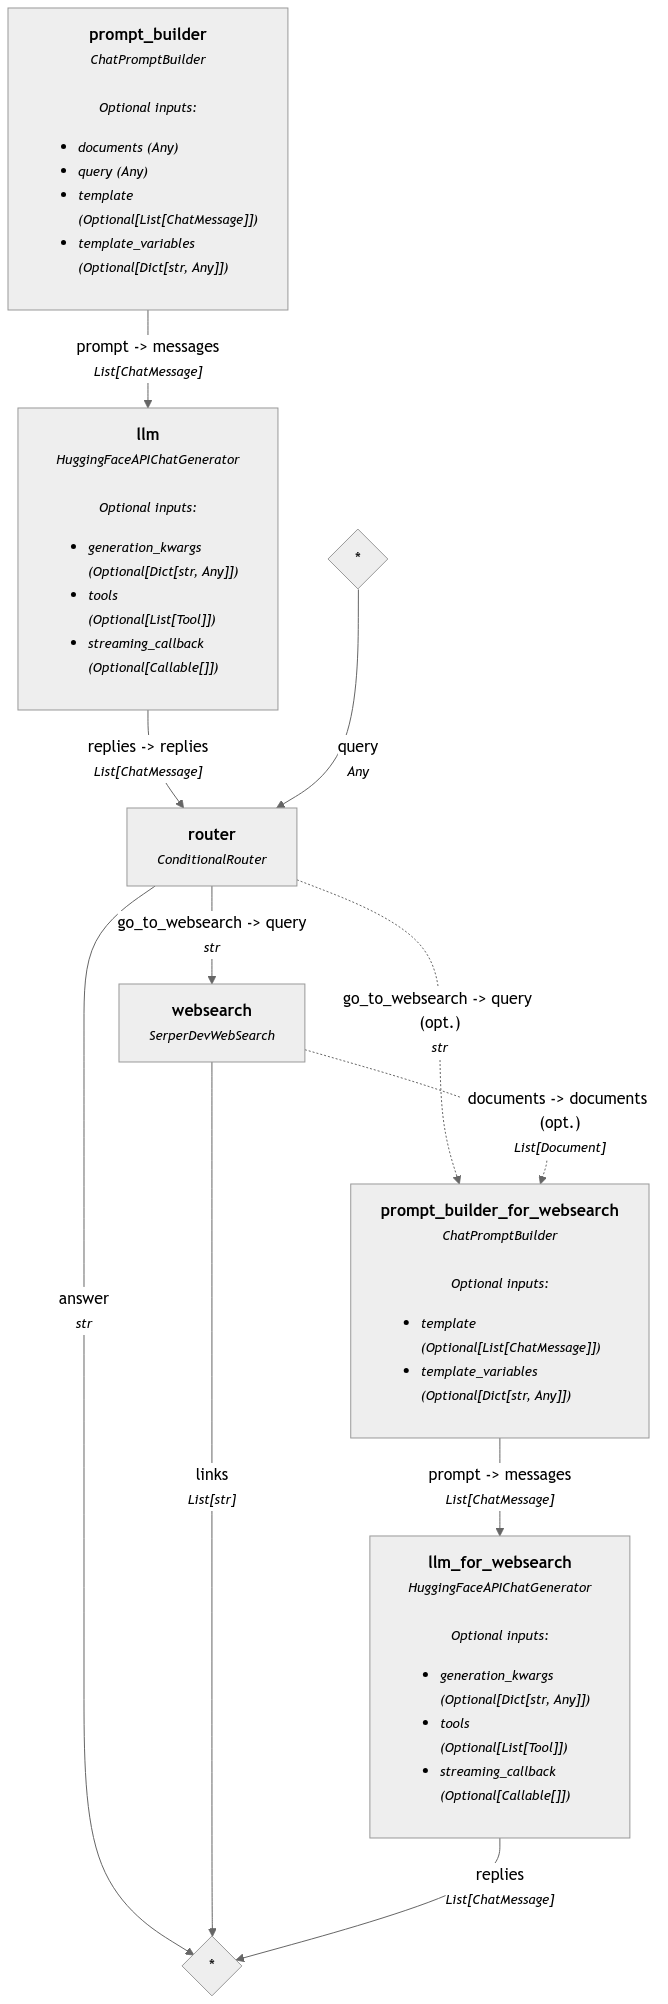 prompt_builder
ChatPromptBuilder
Optional inputs:
• documents (Any)
• query (Any)
• template
(Optional[List[ChatMessage]])
• template_variables
(Optional[Dict[str, Any]])
prompt -> messages
List[ChatMessage]
llm
HuggingFaceAPIChatGenerator
Optional inputs:
• generation_kwargs
(Optional[Dict[str, Any]])
• tools
(Optional[List[Tool]])
• streaming_callback
(Optional[Callable[]])
*
replies -> replies
List[ChatMessage]
query
Any
router
ConditionalRouter
go_to_websearch -> query
str
websearch
SerperDevWebSearch
go_to_websearch -> query
(opt.)
str
documents -> documents
(opt.)
List[Document]
prompt_builder_for_websearch
ChatPromptBuilder
Optional inputs:
• template
(Optional[List[ChatMessage]])
• template_variables
(Optional[Dict[str, Any]])
answer
str
links
List[str]
prompt -> messages
List[ChatMessage]
llm_for_websearch
HuggingFaceAPIChatGenerator
Optional inputs:
• generation_kwargs
(Optional[Dict[str, Any]])
• tools
(Optional[List[Tool]])
• streaming_callback
(Optional[Callable[]])
replies
List[ChatMessage]
*